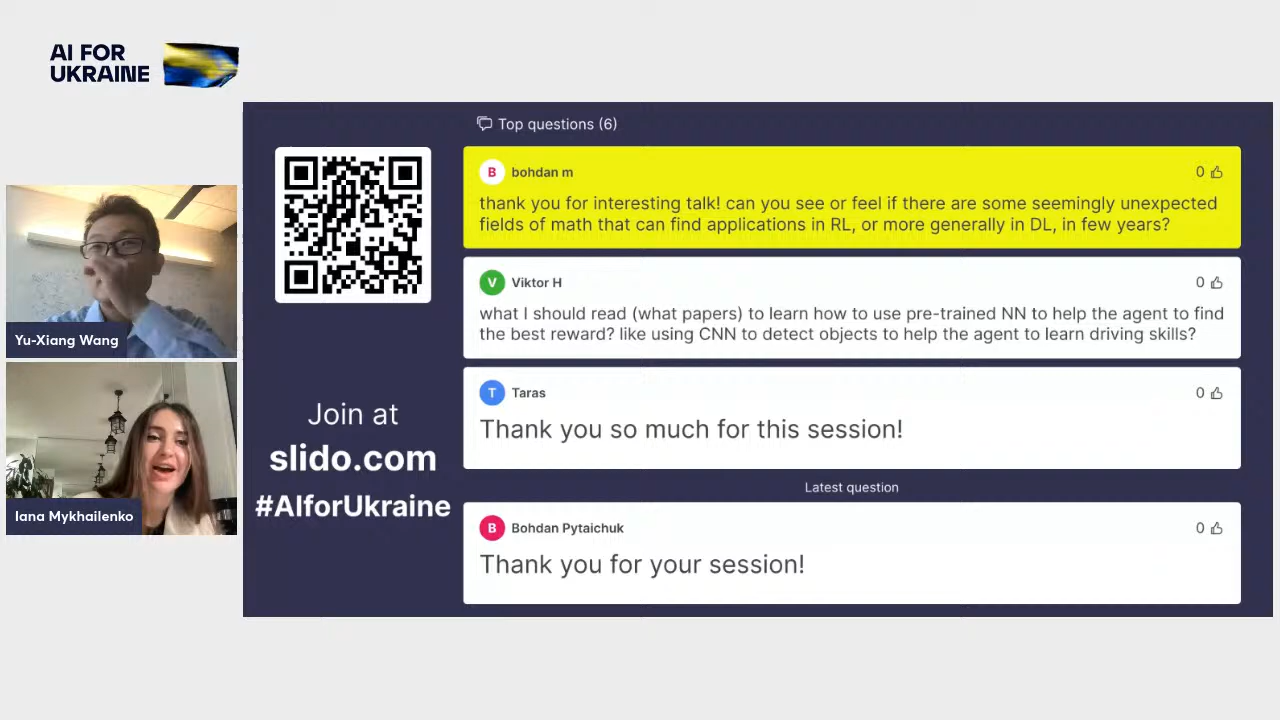 AI FOR
UKRAINE
Top questions (6)
B bohdan m 0
thank you for interesting talk! can you see or feel if there are some seemingly unexpected
fields of math that can find applications in RL, or more generally in DL, in few years?
V Viktor H 0
what I should read (what papers) to learn how to use pre-trained NN to help the agent to find
the best reward? like using CNN to detect objects to help the agent to learn driving skills?
T Taras 0
Thank you so much for this session!
Latest question
B Bohdan Pytaichuk 0
Thank you for your session!
Join at
slido.com
#AIforUkraine
Yu-Xiang Wang
Iana Mykhailenko